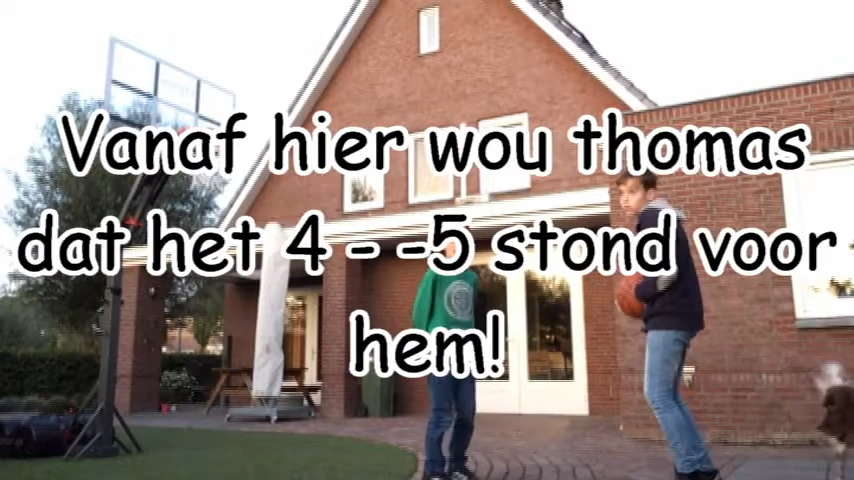 Vanaf hier wou thomas
dat het 4 - -5 stond voor
hem!